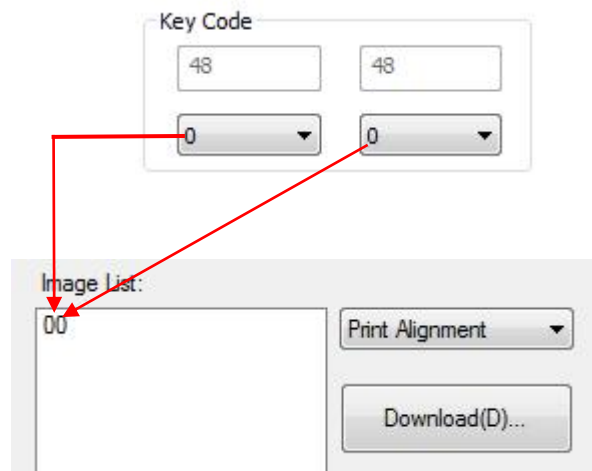 Key Code
48 48
0 0
Image List:
00
Print Alignment
Download(D)...